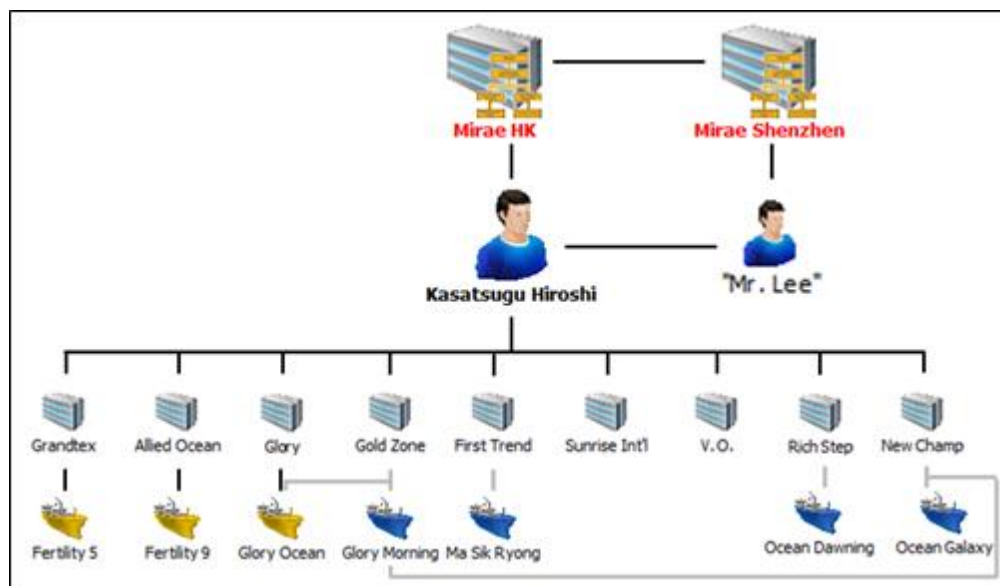 Mirae HK
Mirae Shenzhen
Kasatsugu Hiroshi
"Mr. Lee"
Grandtex
Allied Ocean
Glory
Gold Zone
First Trend
Sunrise Int'l
V.O.
Rich Step
New Champ
Fertility 5
Fertility 9
Glory Ocean
Glory Morning
Ma Sik Ryong
Ocean Dawning
Ocean Galaxy